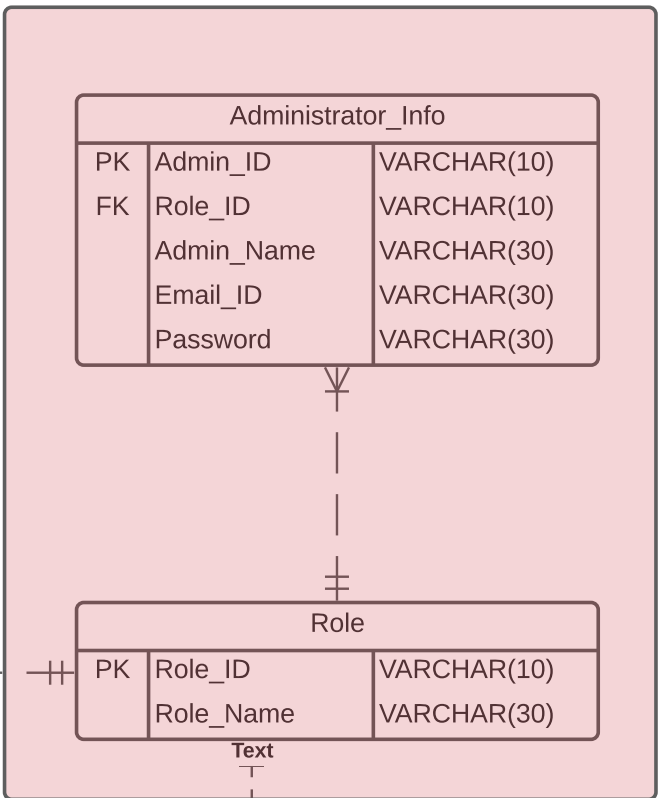 Administrator_Info
PK Admin_ID VARCHAR(10)
FK Role_ID VARCHAR(10)
Admin_Name VARCHAR(30)
Email_ID VARCHAR(30)
Password VARCHAR(30)
Role
PK Role_ID VARCHAR(10)
Role_Name VARCHAR(30)
Text